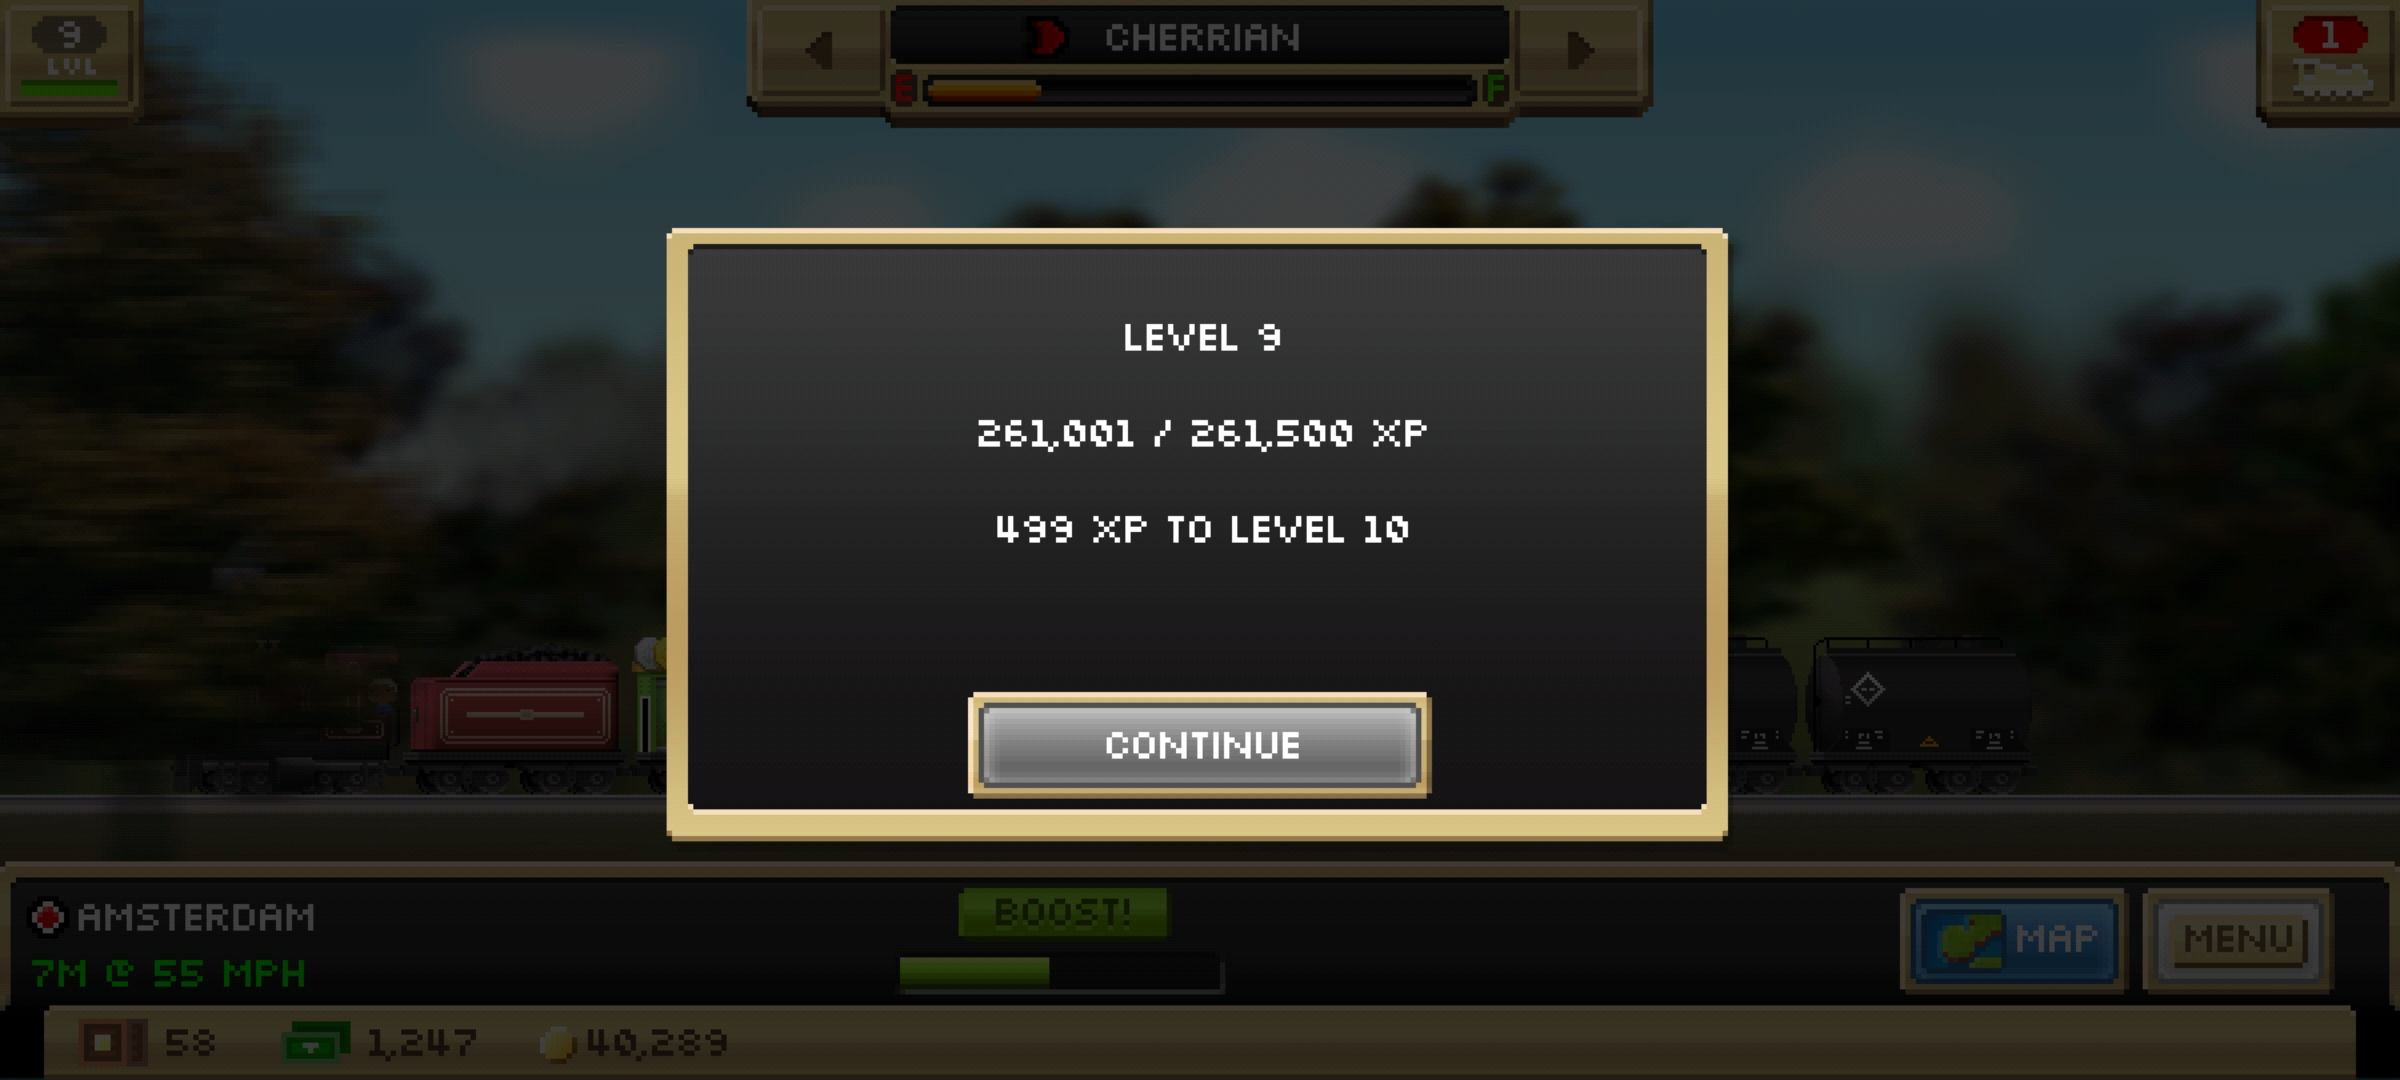 9
LVL
CHERRIAN
E F
1
LEVEL 9
261,001 / 261,500 XP
499 XP TO LEVEL 10
CONTINUE
AMSTERDAM
7M @ 55 MPH
BOOST!
MAP
MENU
58 1,247 40,289